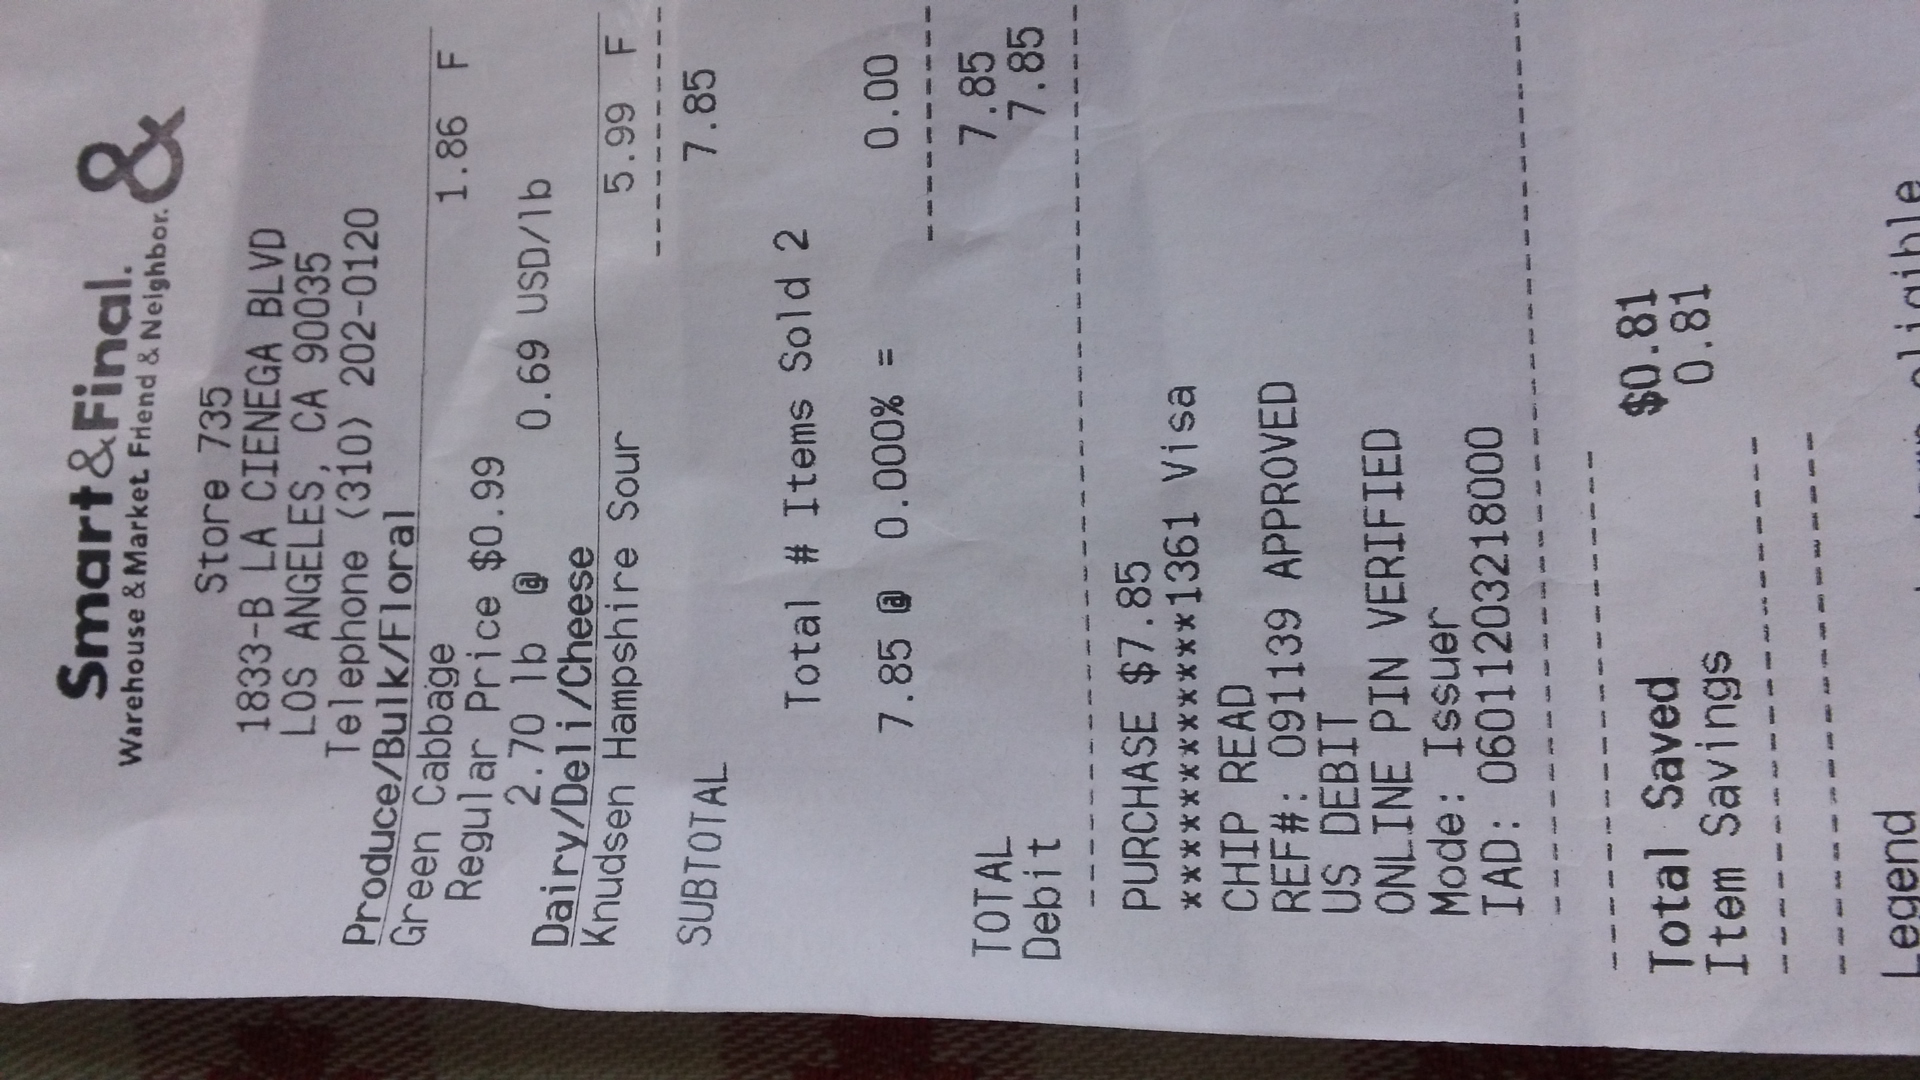 Smart&Final.
Warehouse & Market. Friend & Neighbor. &
Store 735
1833-B LA CIENEGA BLVD
LOS ANGELES, CA 90035
Telephone (310) 202-0120
Produce/Bulk/Floral
Green Cabbage 1.86 F
Regular Price $0.99
2.70 lb @ 0.69 USD/lb
Dairy/Deli/Cheese
Knudsen Hampshire Sour 5.99 F
SUBTOTAL 7.85
Total # Items Sold 2
7.85 @ 0.000% = 0.00
TOTAL 7.85
Debit 7.85
PURCHASE $7.85
************1361 Visa
CHIP READ
REF#: 091139 APPROVED
US DEBIT
ONLINE PIN VERIFIED
Mode: Issuer
IAD: 06011203218000
Total Saved $0.81
Item Savings 0.81
Legend
eligible